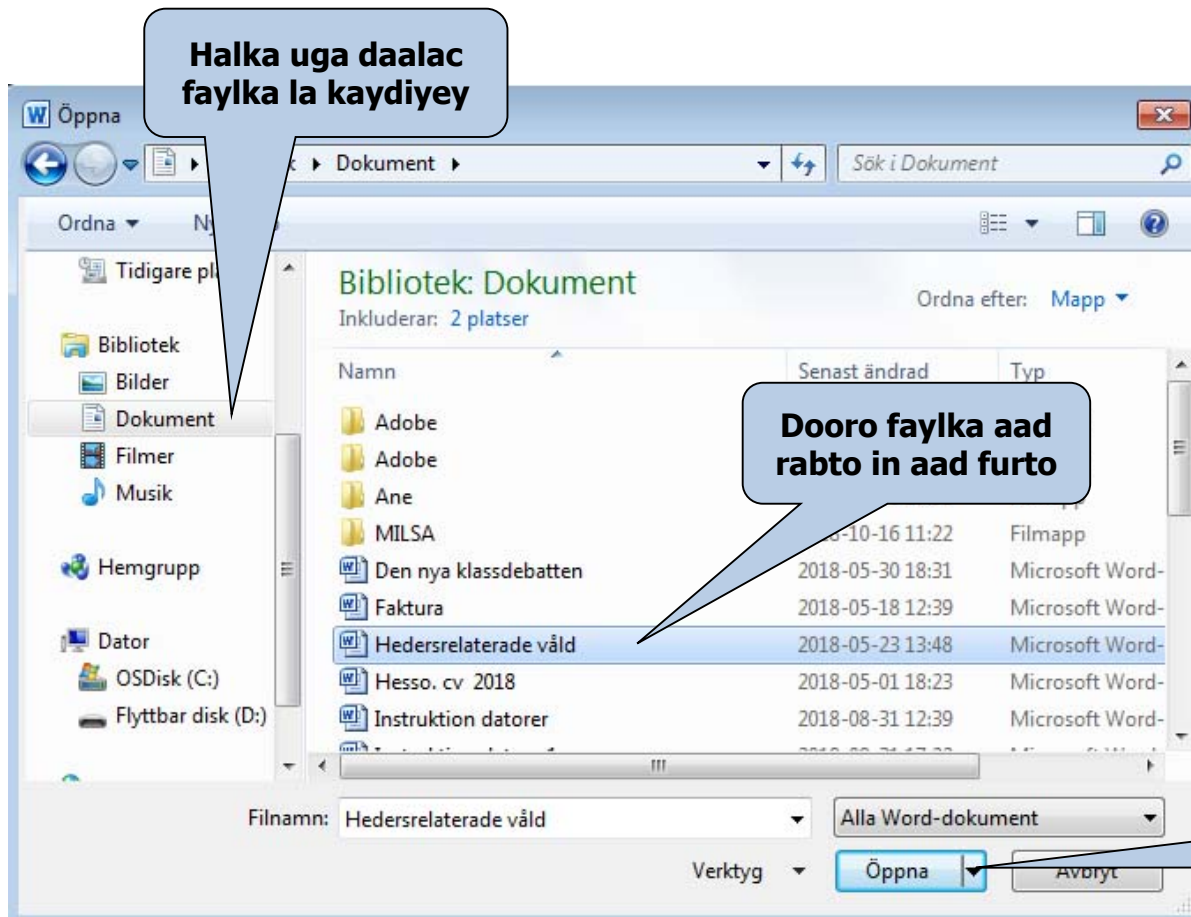 Halka uga daalac
faylka la kaydiyey
Öppna
Dokument
Sök i Dokument
Ordna
Tidigare
Bibliotek
Bilder
Dokument
Filmer
Musik
Hemgrupp
Dator
OSDisk (C:)
Flyttbar disk (D:)
Bibliotek: Dokument
Inkluderar: 2 platser
Ordna efter: Mapp
Namn Senast ändrad Typ
Dooro faylka aad
rabto in aad furto
Adobe
Adobe
Ane
MILSA 10-16 11:22 Filmapp
Den nya klassdebatten 2018-05-30 18:31 Microsoft Word-
Faktura 2018-05-18 12:39 Microsoft Word-
Hedersrelaterade våld 2018-05-23 13:48 Microsoft Word-
Hesso. cv 2018 2018-05-01 18:23 Microsoft Word-
Instruktion datorer 2018-08-31 12:39 Microsoft Word-
Filnamn: Hedersrelaterade våld Alla Word-dokument
Verktyg Öppna Avbryt